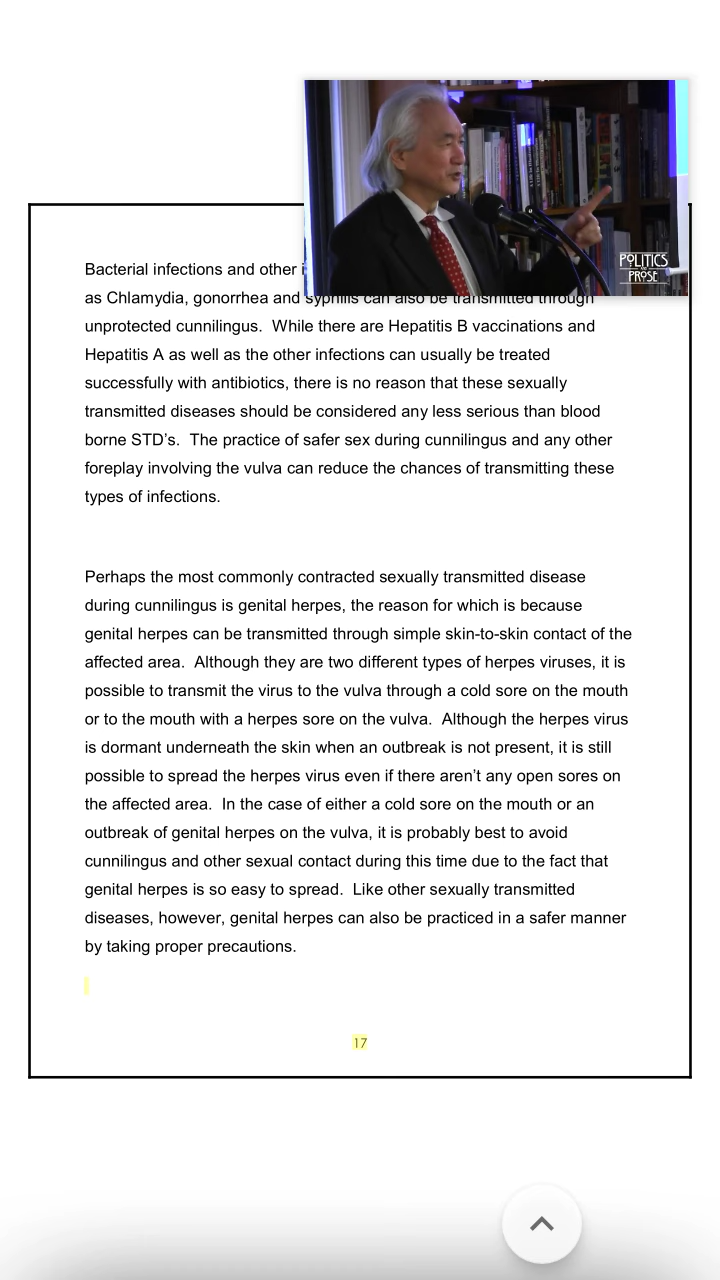 POLITICS
PROSE
Bacterial infections and other
as Chlamydia, gonorrhea and syphilis can also be transmitted through
unprotected cunnilingus.  While there are Hepatitis B vaccinations and
Hepatitis A as well as the other infections can usually be treated
successfully with antibiotics, there is no reason that these sexually
transmitted diseases should be considered any less serious than blood
borne STD’s.  The practice of safer sex during cunnilingus and any other
foreplay involving the vulva can reduce the chances of transmitting these
types of infections.
Perhaps the most commonly contracted sexually transmitted disease
during cunnilingus is genital herpes, the reason for which is because
genital herpes can be transmitted through simple skin-to-skin contact of the
affected area.  Although they are two different types of herpes viruses, it is
possible to transmit the virus to the vulva through a cold sore on the mouth
or to the mouth with a herpes sore on the vulva.  Although the herpes virus
is dormant underneath the skin when an outbreak is not present, it is still
possible to spread the herpes virus even if there aren’t any open sores on
the affected area.  In the case of either a cold sore on the mouth or an
outbreak of genital herpes on the vulva, it is probably best to avoid
cunnilingus and other sexual contact during this time due to the fact that
genital herpes is so easy to spread.  Like other sexually transmitted
diseases, however, genital herpes can also be practiced in a safer manner
by taking proper precautions.
17